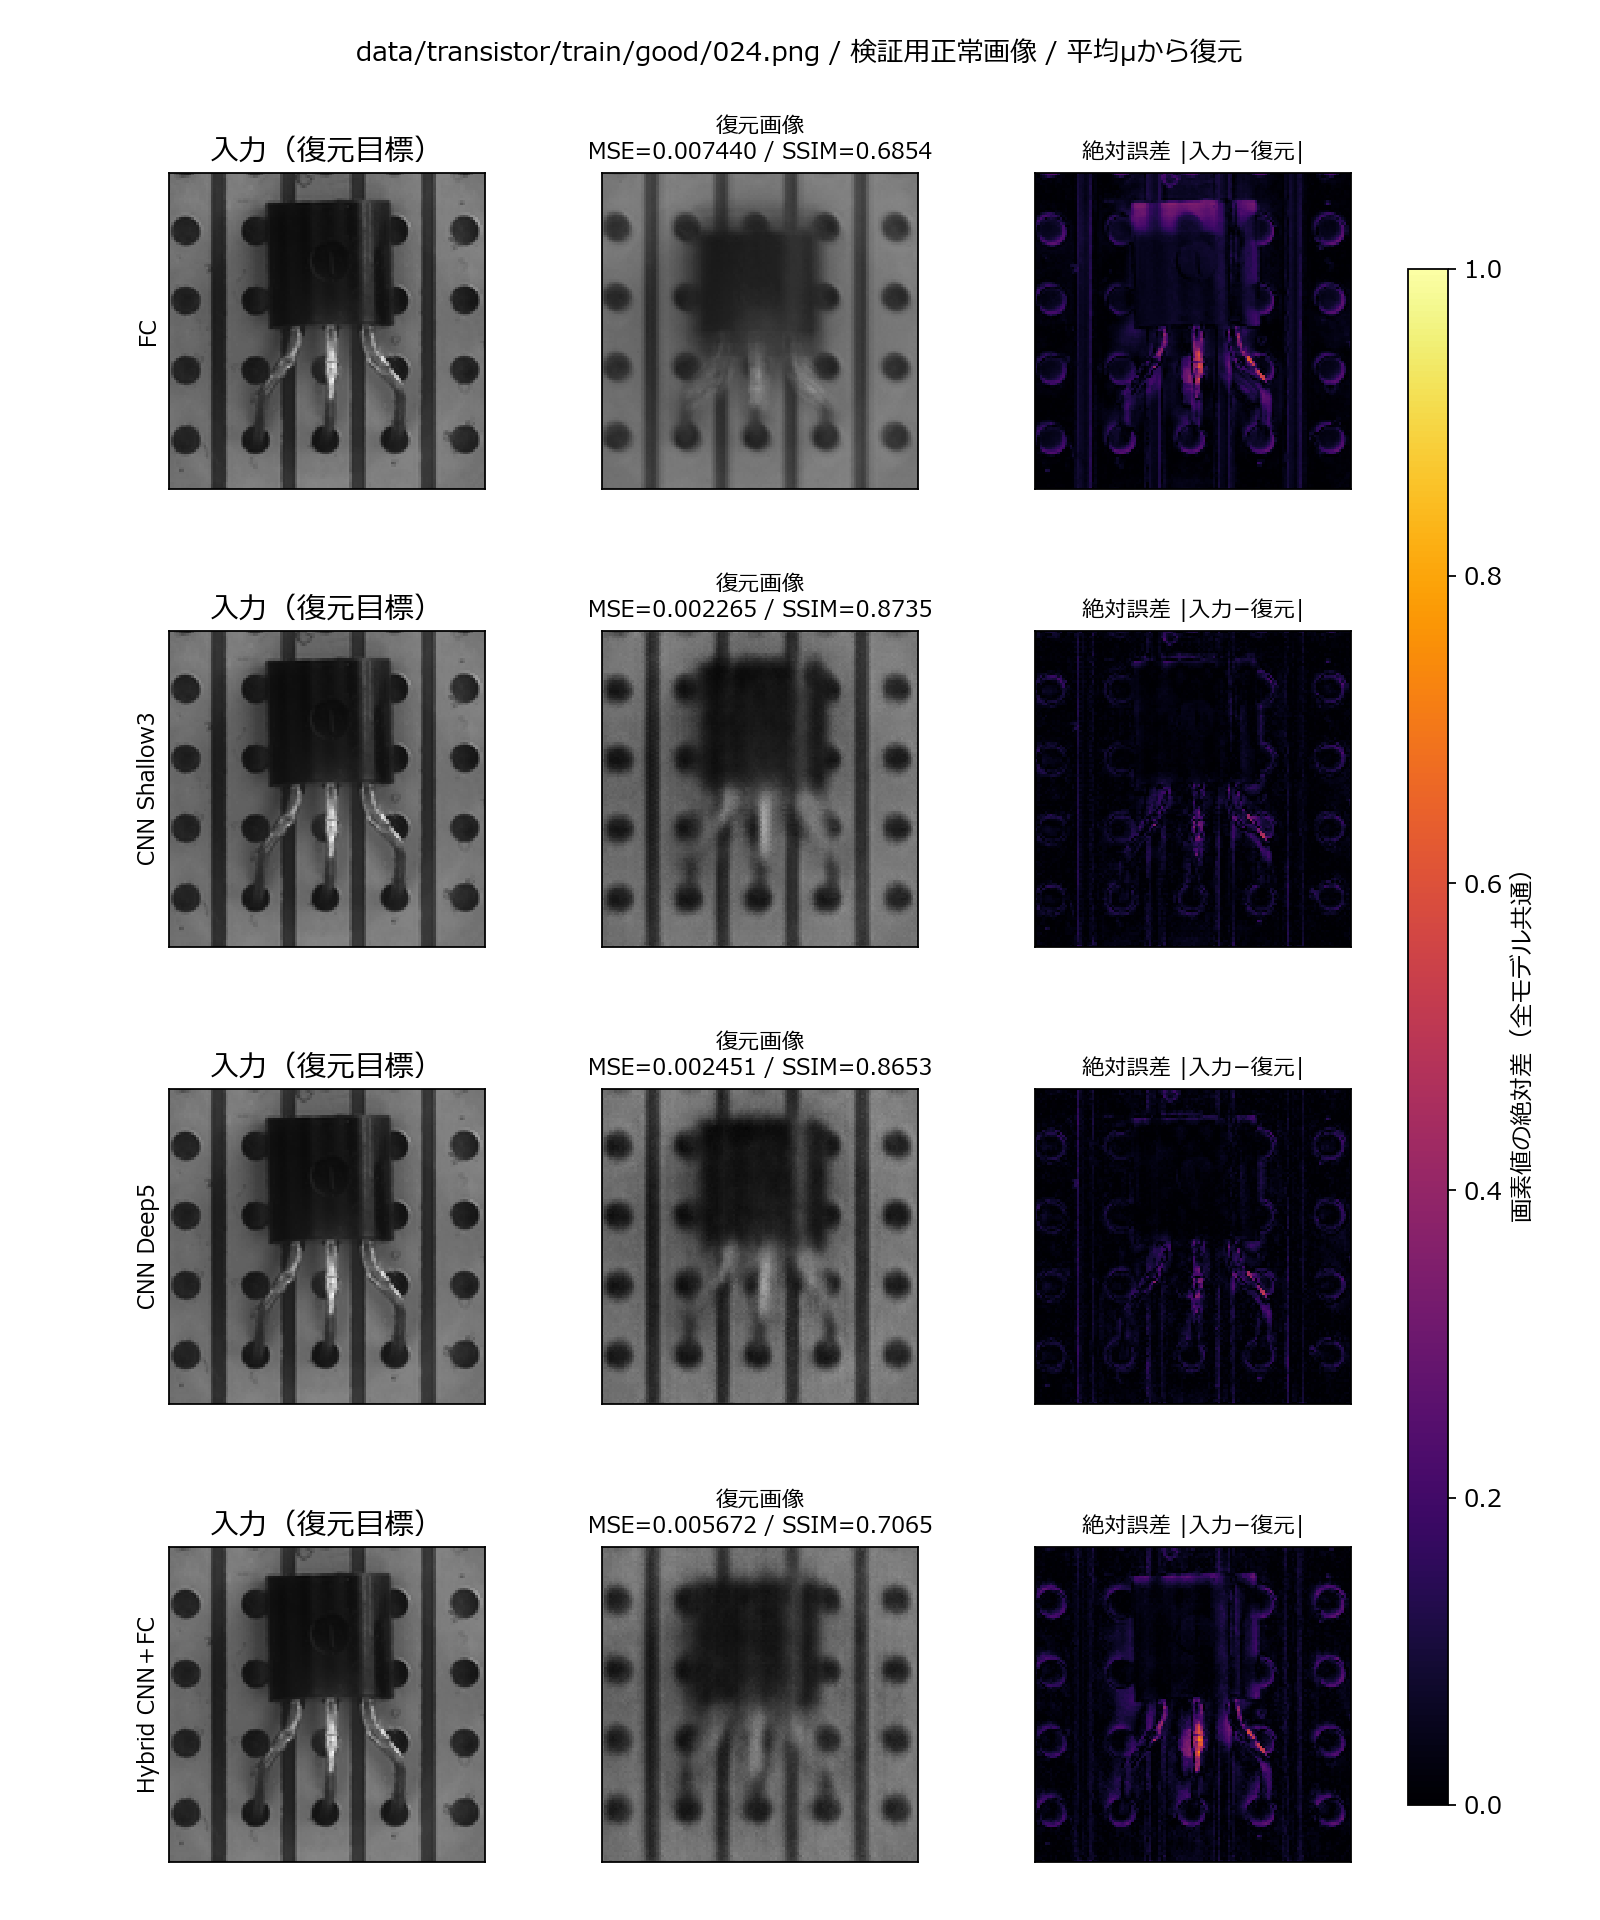 data/transistor/train/good/024.png / 検証用正常画像 / 平均μから復元
入力（復元目標）
復元画像
MSE=0.007440 / SSIM=0.6854
絶対誤差 |入力−復元|
FC
入力（復元目標）
復元画像
MSE=0.002265 / SSIM=0.8735
絶対誤差 |入力−復元|
CNN Shallow3
入力（復元目標）
復元画像
MSE=0.002451 / SSIM=0.8653
絶対誤差 |入力−復元|
CNN Deep5
入力（復元目標）
復元画像
MSE=0.005672 / SSIM=0.7065
絶対誤差 |入力−復元|
Hybrid CNN+FC
1.0
0.8
0.6
0.4
0.2
0.0
画素値の絶対差（全モデル共通）